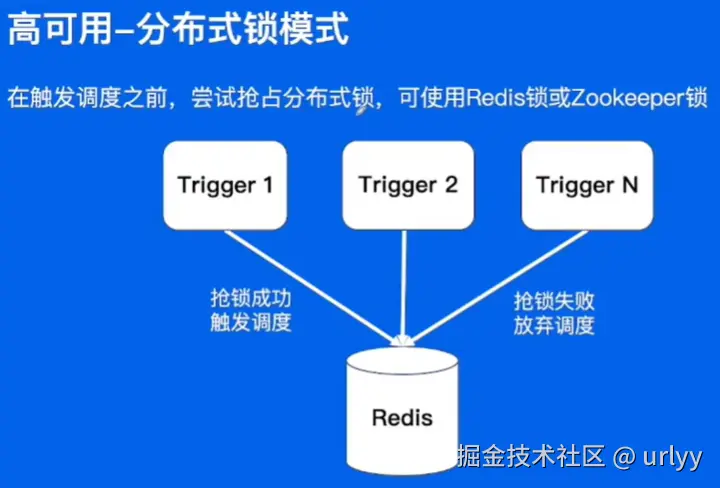 高可用-分布式锁模式
在触发调度之前，尝试抢占分布式锁，可使用Redis锁或Zookeeper锁
Trigger 1
Trigger 2
Trigger N
抢锁成功
触发调度
抢锁失败
放弃调度
Redis
掘金技术社区 @ urlyy